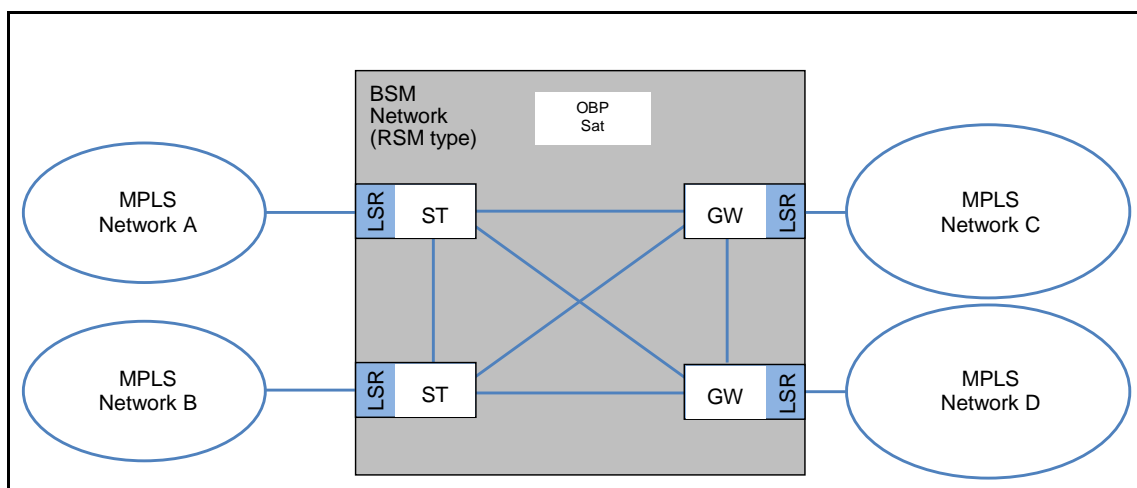 BSM
Network
(RSM type)
OBP
Sat
MPLS
Network A
LSR
ST
GW
LSR
MPLS
Network C
MPLS
Network B
LSR
ST
GW
LSR
MPLS
Network D